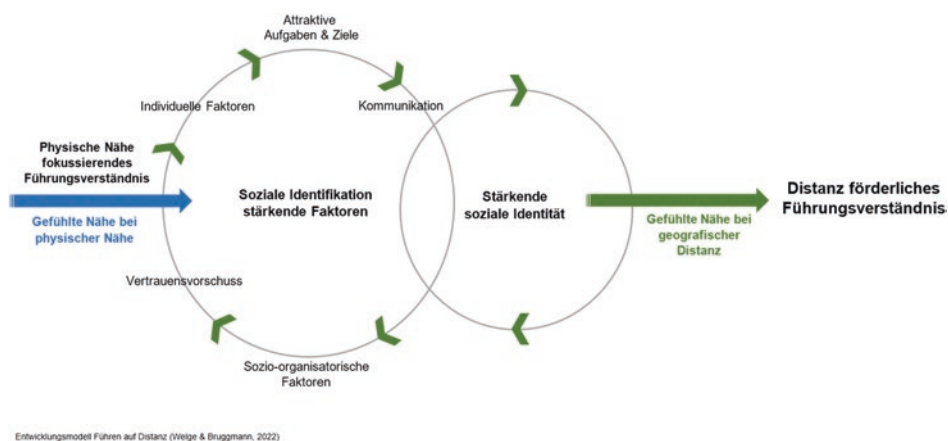 Attraktive
Aufgaben & Ziele
Individuelle Faktoren
Kommunikation
Physische Nähe
fokussierendes
Führungsverständnis
Gefühlte Nähe bei
physischer Nähe
Soziale Identifikation
stärkende Faktoren
Stärkende
soziale Identität
Gefühlte Nähe bei
geografischer
Distanz
Distanz förderliches
Führungsverständnis
Vertrauensvorschuss
Sozio-organisatorische
Faktoren
Entwicklungsmodell Führen auf Distanz (Welge & Bruggmann, 2022)